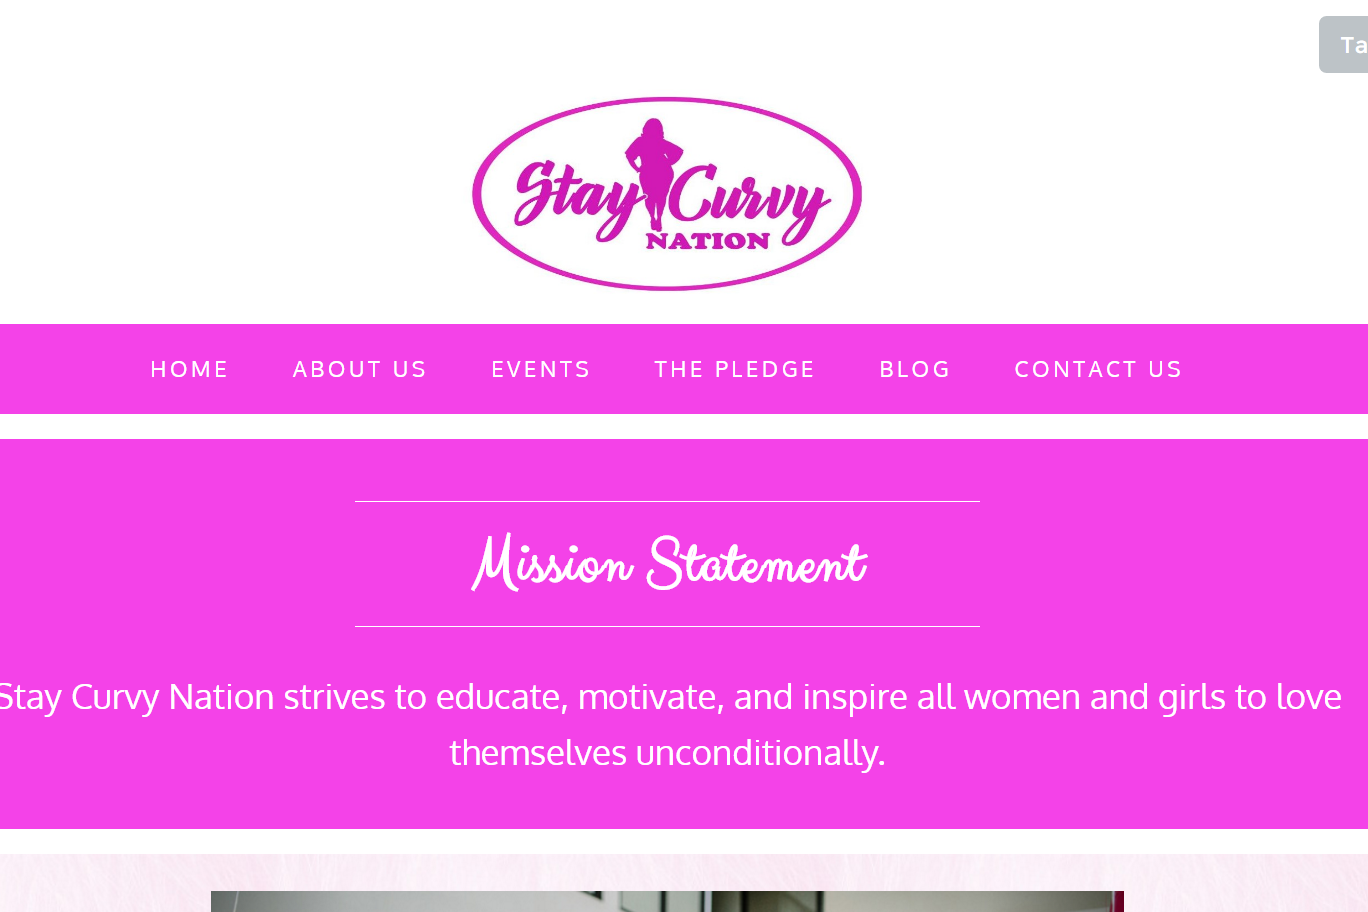 Ta
Stay Curvy
NATION
HOME ABOUT US EVENTS THE PLEDGE BLOG CONTACT US
Mission Statement
Stay Curvy Nation strives to educate, motivate, and inspire all women and girls to love
themselves unconditionally.